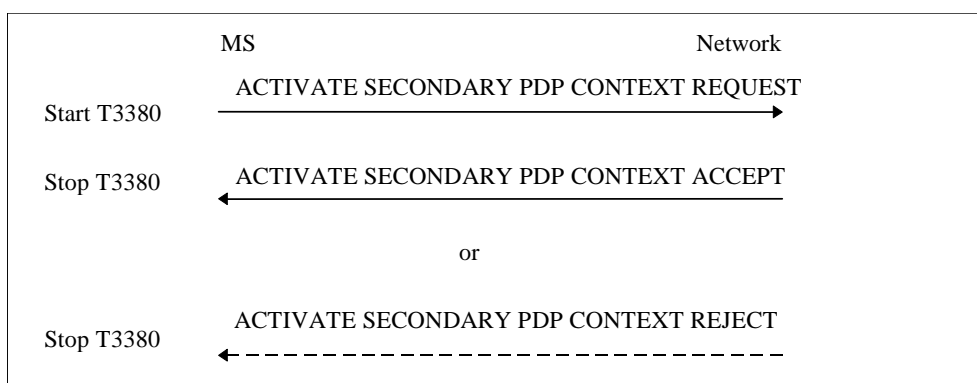 MS Network
ACTIVATE SECONDARY PDP CONTEXT REQUEST
Start T3380
Stop T3380 ACTIVATE SECONDARY PDP CONTEXT ACCEPT
or
ACTIVATE SECONDARY PDP CONTEXT REJECT
Stop T3380